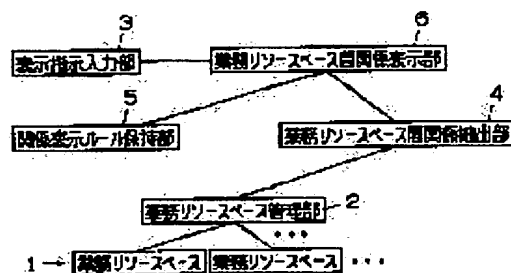 3
6
表示指示入力部
業務リソースペース間関係表示部
5
4
関係表示ルール保持部
業務リソースペース間関係抽出部
業務リソースペース管理部
2
...
1→
業務リソースペース
業務リソースペース
...